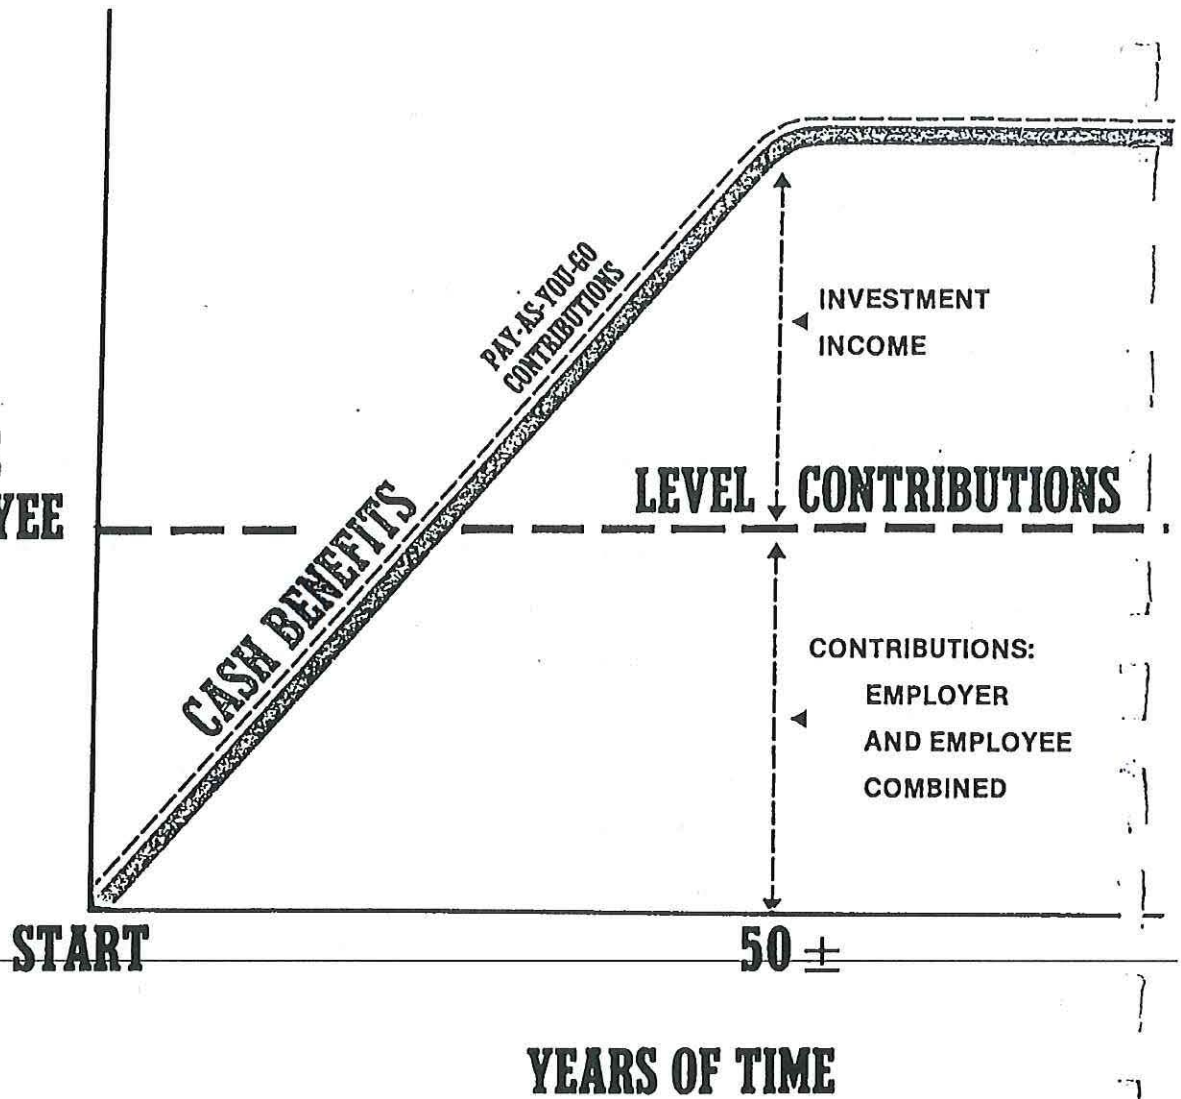 PAY-AS-YOU-GO
CONTRIBUTIONS
INVESTMENT
INCOME
LEVEL CONTRIBUTIONS
YEE
CASH BENEFITS
CONTRIBUTIONS:
EMPLOYER
AND EMPLOYEE
COMBINED
START
50 ±
YEARS OF TIME